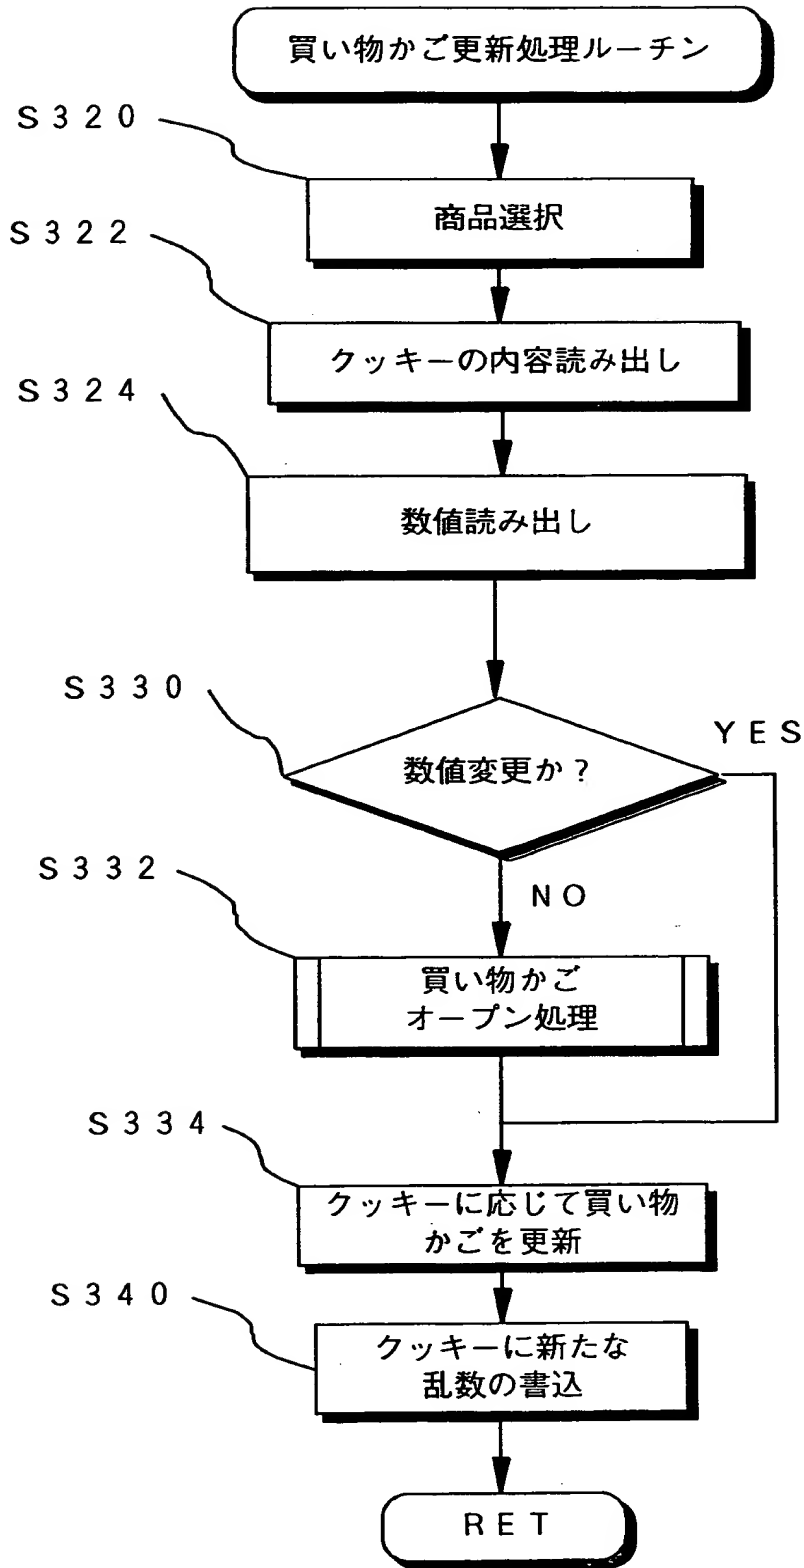 買い物かご更新処理ルーチン
S320
商品選択
S322
クッキーの内容読み出し
S324
数値読み出し
S330
数値変更か？
YES
NO
S332
買い物かご
オープン処理
S334
クッキーに応じて買い物
かごを更新
S340
クッキーに新たな
乱数の書込
RET